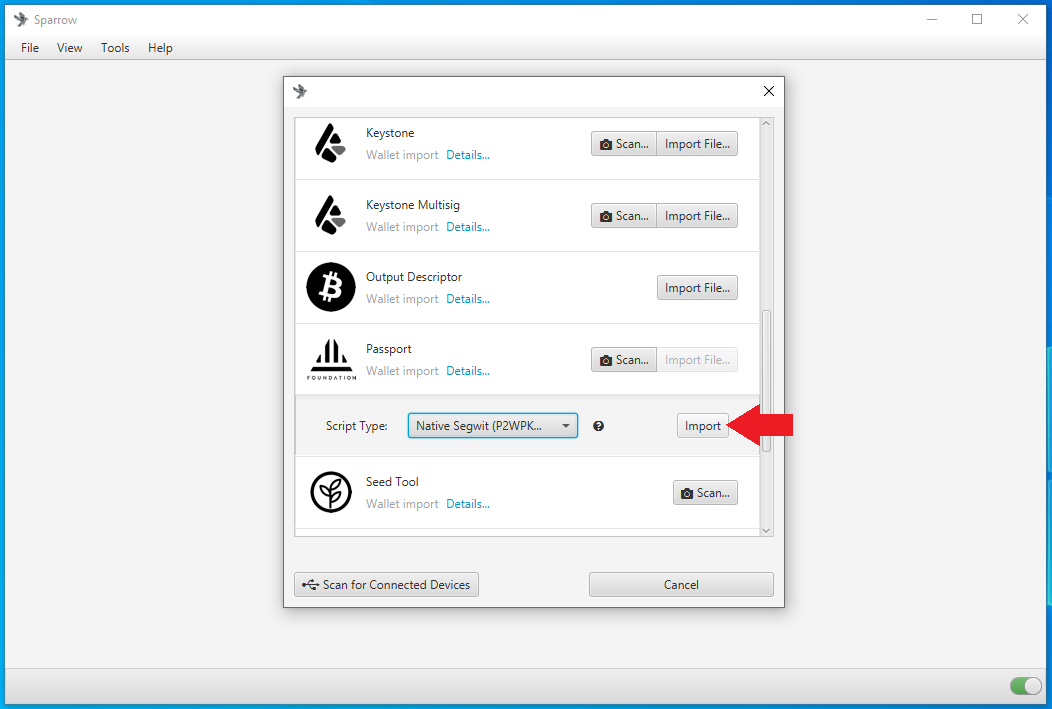 Sparrow
File View Tools Help
Keystone
Wallet import Details...
Scan... Import File...
Keystone Multisig
Wallet import Details...
Scan... Import File...
Output Descriptor
Wallet import Details...
Import File...
Passport
Wallet import Details...
Scan... Import File...
FOUNDATION
Script Type: Native Segwit (P2WPK... Import
Seed Tool
Wallet import Details...
Scan...
Scan for Connected Devices Cancel